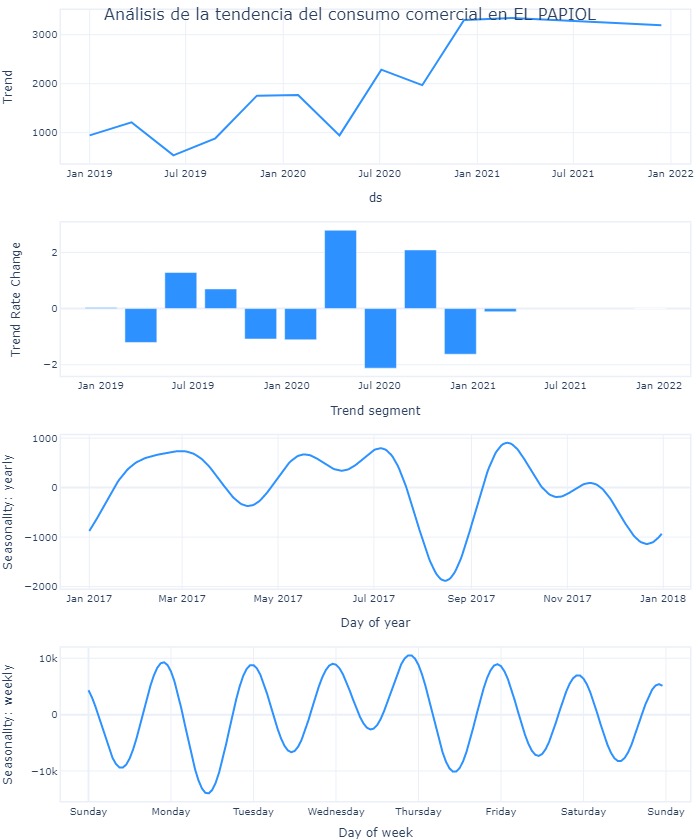 Análisis de la tendencia del consumo comercial en EL PAPIOL
Trend
3000
2000
1000
Jan 2019 Jul 2019 Jan 2020 Jul 2020 Jan 2021 Jul 2021 Jan 2022
ds
Trend Rate Change
2
0
−2
Jan 2019 Jul 2019 Jan 2020 Jul 2020 Jan 2021 Jul 2021 Jan 2022
Trend segment
Seasonality: yearly
1000
0
−1000
−2000
Jan 2017 Mar 2017 May 2017 Jul 2017 Sep 2017 Nov 2017 Jan 2018
Day of year
Seasonality: weekly
10k
0
−10k
Sunday Monday Tuesday Wednesday Thursday Friday Saturday Sunday
Day of week